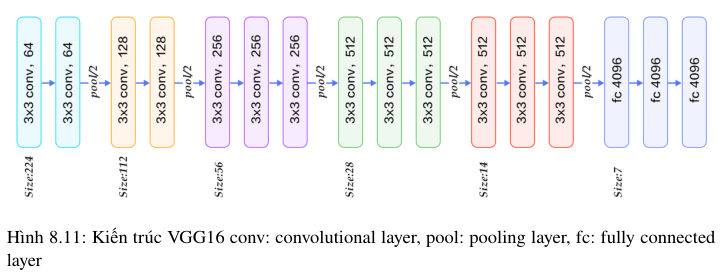 3x3 conv, 64
3x3 conv, 64
pool/2
3x3 conv, 128
3x3 conv, 128
pool/2
3x3 conv, 256
3x3 conv, 256
3x3 conv, 256
pool/2
3x3 conv, 512
3x3 conv, 512
3x3 conv, 512
pool/2
3x3 conv, 512
3x3 conv, 512
3x3 conv, 512
pool/2
fc 4096
fc 4096
fc 4096
Size:224
Size:112
Size:56
Size:28
Size:14
Size:7
Hình 8.11: Kiến trúc VGG16 conv: convolutional layer, pool: pooling layer, fc: fully connected
layer